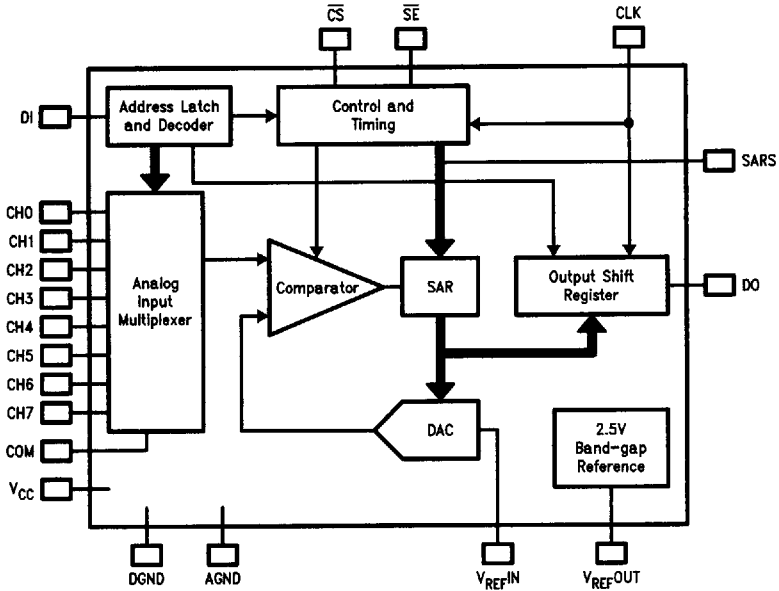 C̅S̅
S̅E̅
CLK
DI
Address Latch
and Decoder
Control and
Timing
SARS
CH0
CH1
CH2
CH3
CH4
CH5
CH6
CH7
COM
VCC
Analog
Input
Multiplexer
Comparator
SAR
Output Shift
Register
DO
DAC
2.5V
Band-gap
Reference
DGND
AGND
VREFIN
VREFOUT